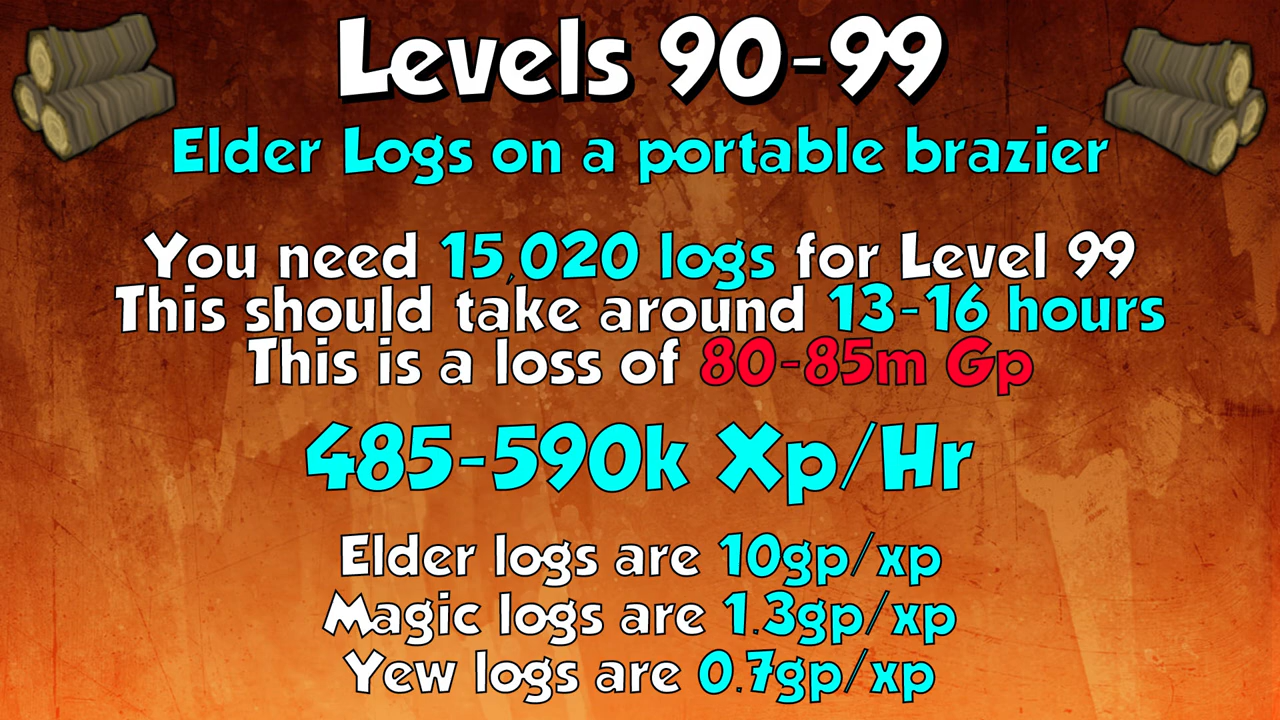 Levels 90-99
Elder Logs on a portable brazier
You need 15,020 logs for Level 99
This should take around 13-16 hours
This is a loss of 80-85m Gp
485-590k Xp/Hr
Elder logs are 10gp/xp
Magic logs are 1.3gp/xp
Yew logs are 0.7gp/xp